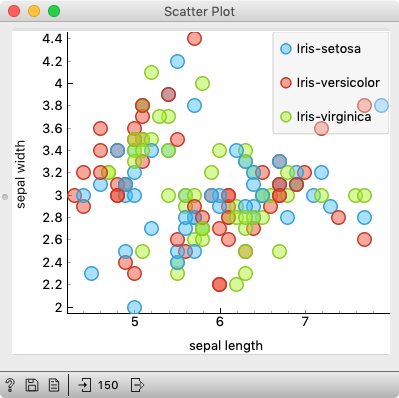 Scatter Plot
Iris-setosa
Iris-versicolor
Iris-virginica
4.4
4.2
4
3.8
3.6
3.4
3.2
3
2.8
2.6
2.4
2.2
2
sepal width
5
6
7
sepal length
? 150